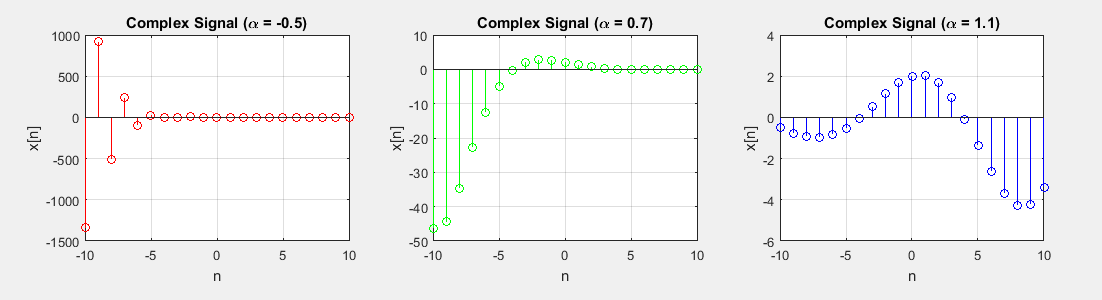 Complex Signal (α = -0.5)
1000
500
0
-500
-1000
-1500
x[n]
-10 -5 0 5 10
n
Complex Signal (α = 0.7)
10
0
-10
-20
-30
-40
-50
x[n]
-10 -5 0 5 10
n
Complex Signal (α = 1.1)
4
2
0
-2
-4
-6
x[n]
-10 -5 0 5 10
n